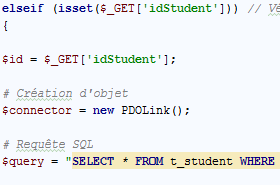 elseif (isset($_GET['idStudent'])) // Vé
{
$id = $_GET['idStudent'];
# Création d'objet
$connector = new PDOLink();
# Requête SQL
$query = "SELECT * FROM t_student WHERE